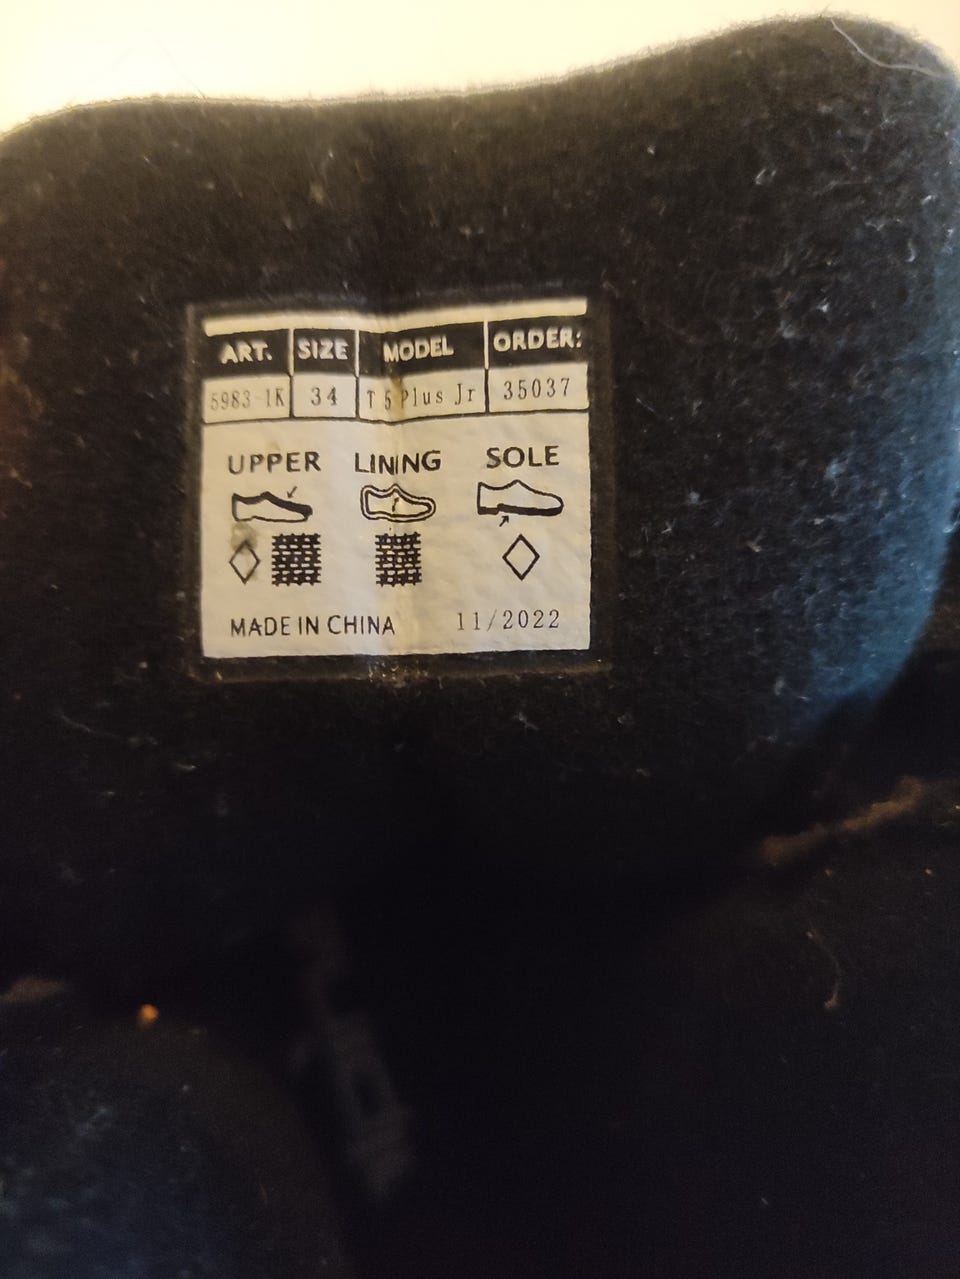 ART. SIZE MODEL ORDER:
5983-1K 34 T 5 Plus Jr 35037
UPPER LINING SOLE
MADE IN CHINA 11/2022